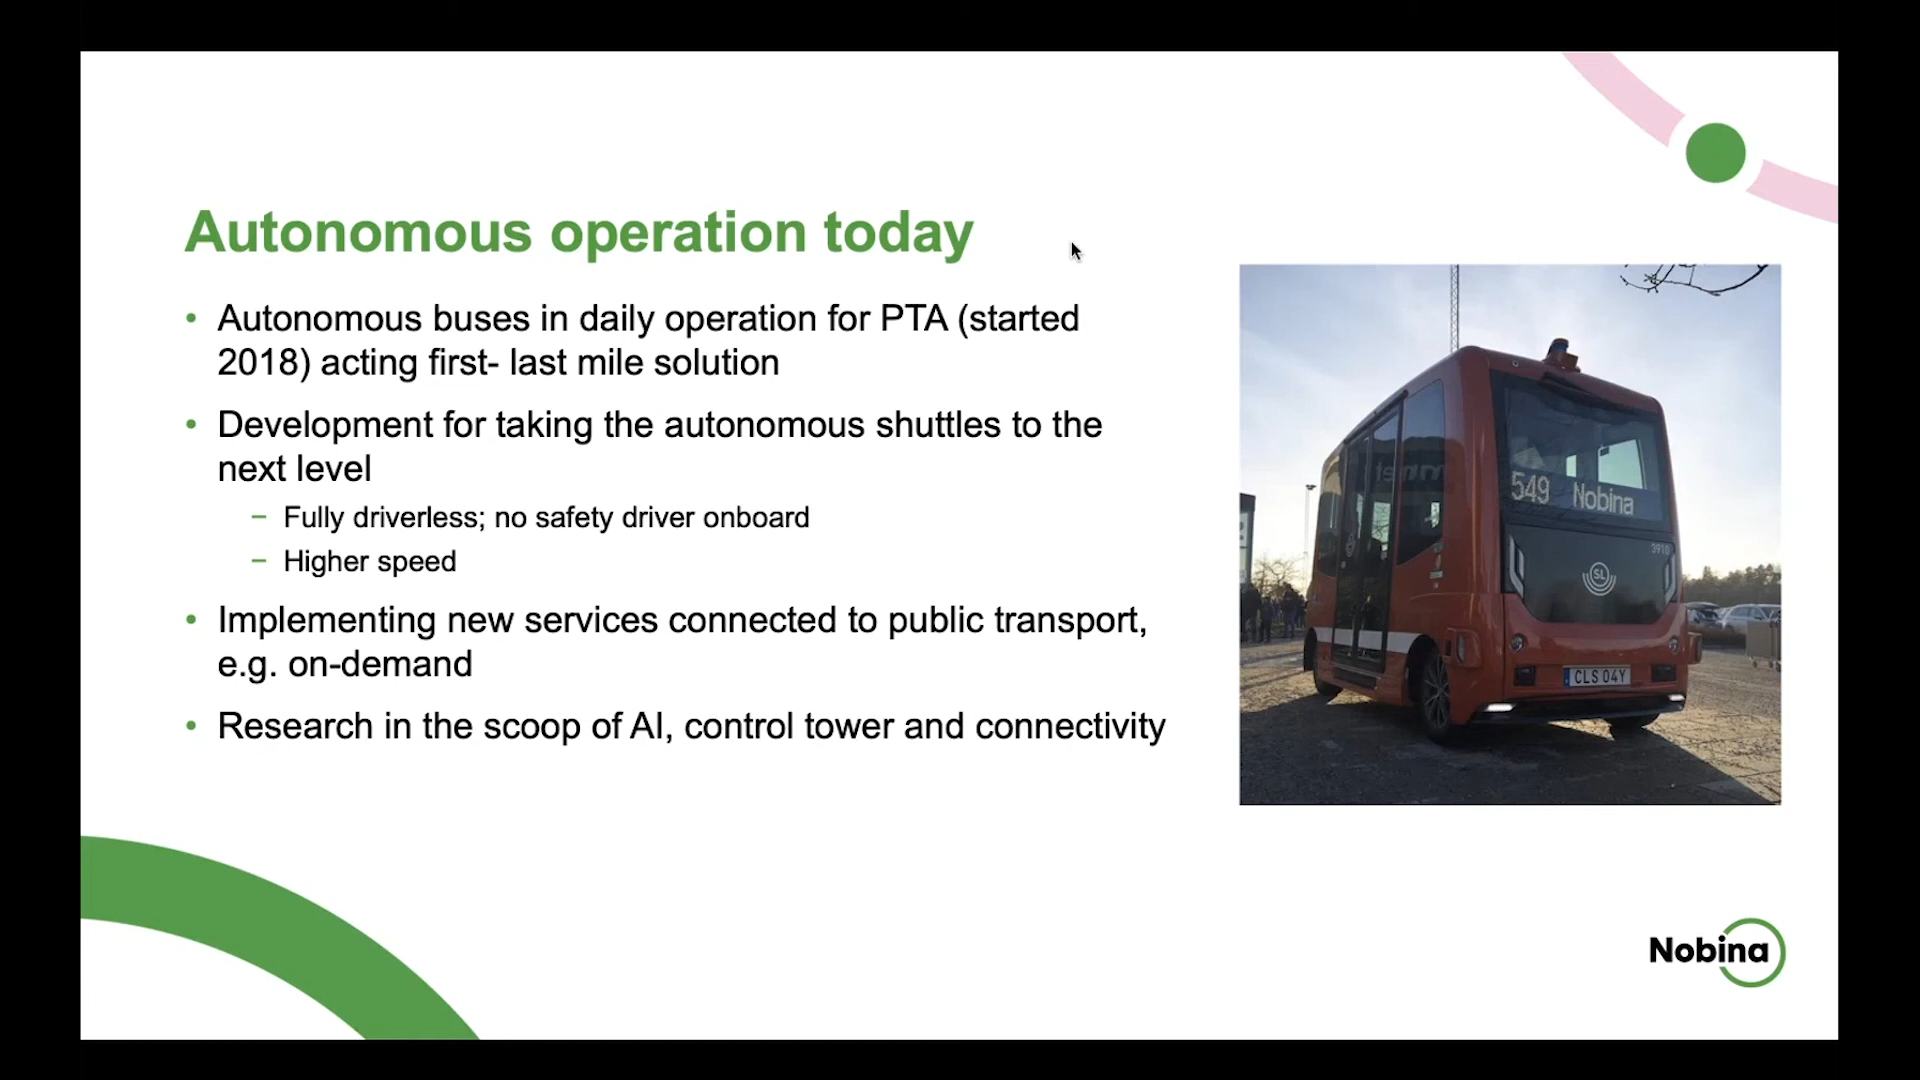 Autonomous operation today
• Autonomous buses in daily operation for PTA (started
2018) acting first- last mile solution
• Development for taking the autonomous shuttles to the
next level
– Fully driverless; no safety driver onboard
– Higher speed
• Implementing new services connected to public transport,
e.g. on-demand
• Research in the scoop of AI, control tower and connectivity
549 Nobina
3910
SL
CLS 04Y
Nobina